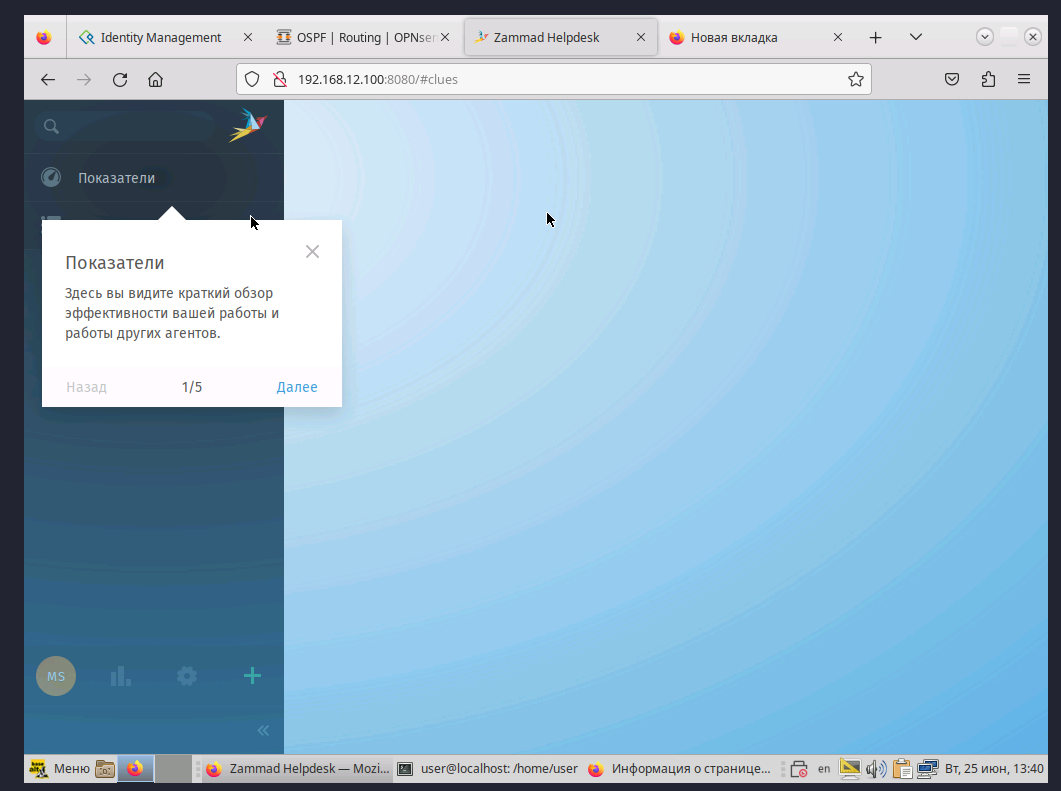 Identity Management
OSPF | Routing | OPNsen
Zammad Helpdesk
Новая вкладка
192.168.12.100:8080/#clues
Показатели
Показатели
Здесь вы видите краткий обзор
эффективности вашей работы и
работы других агентов.
Назад
1/5
Далее
MS
Меню
Zammad Helpdesk — Mozi...
user@localhost: /home/user
Информация о странице...
en
Вт, 25 июн, 13:40